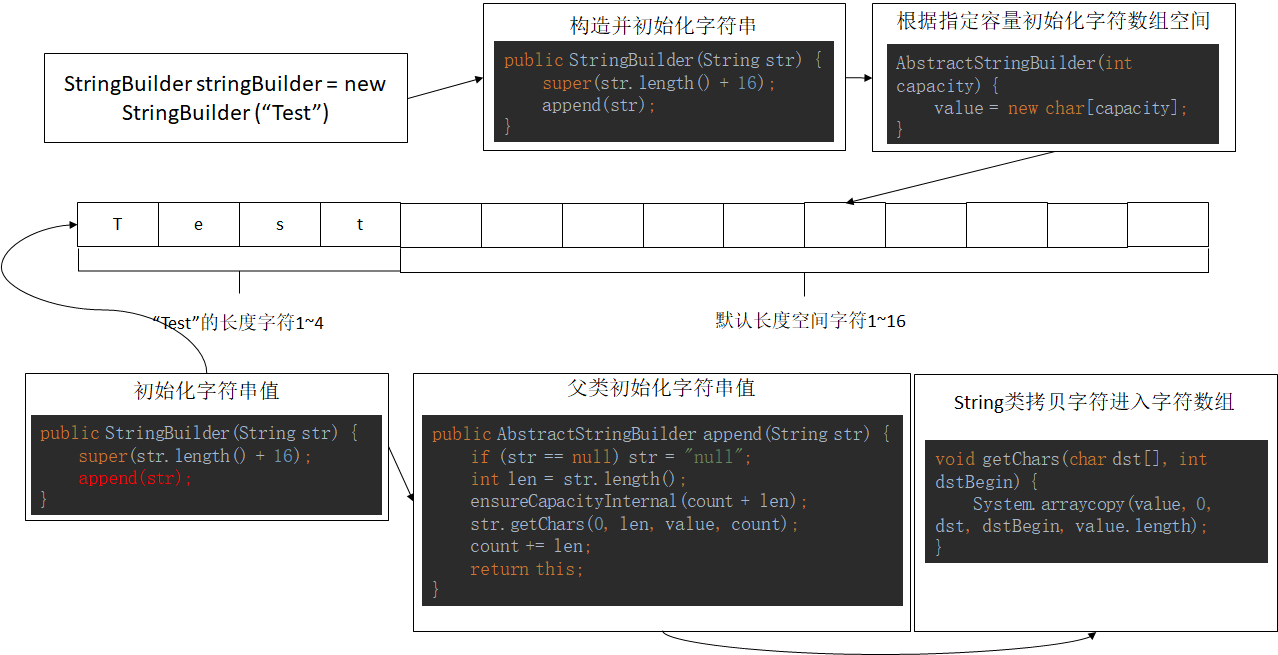 StringBuilder stringBuilder = new
StringBuilder (“Test”)
构造并初始化字符串
public StringBuilder(String str) {
super(str.length() + 16);
append(str);
}
根据指定容量初始化字符数组空间
AbstractStringBuilder(int
capacity) {
value = new char[capacity];
}
T e s t
“Test”的长度字符1~4
默认长度空间字符1~16
初始化字符串值
public StringBuilder(String str) {
super(str.length() + 16);
append(str);
}
父类初始化字符串值
public AbstractStringBuilder append(String str) {
if (str == null) str = "null";
int len = str.length();
ensureCapacityInternal(count + len);
str.getChars(0, len, value, count);
count += len;
return this;
}
String类拷贝字符进入字符数组
void getChars(char dst[], int
dstBegin) {
System.arraycopy(value, 0,
dst, dstBegin, value.length);
}